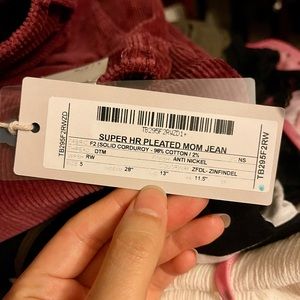 TB295F2RWZD1+
SUPER HR PLEATED MOM JEAN
F2 (SOLID CORDUROY - 98% COTTON / 2%
DTM
ANTI NICKEL
NS
RW
ZFDL- ZINFINDEL
5
28"
13"
11.5"
TB295F2RWZD
TB295F2RW